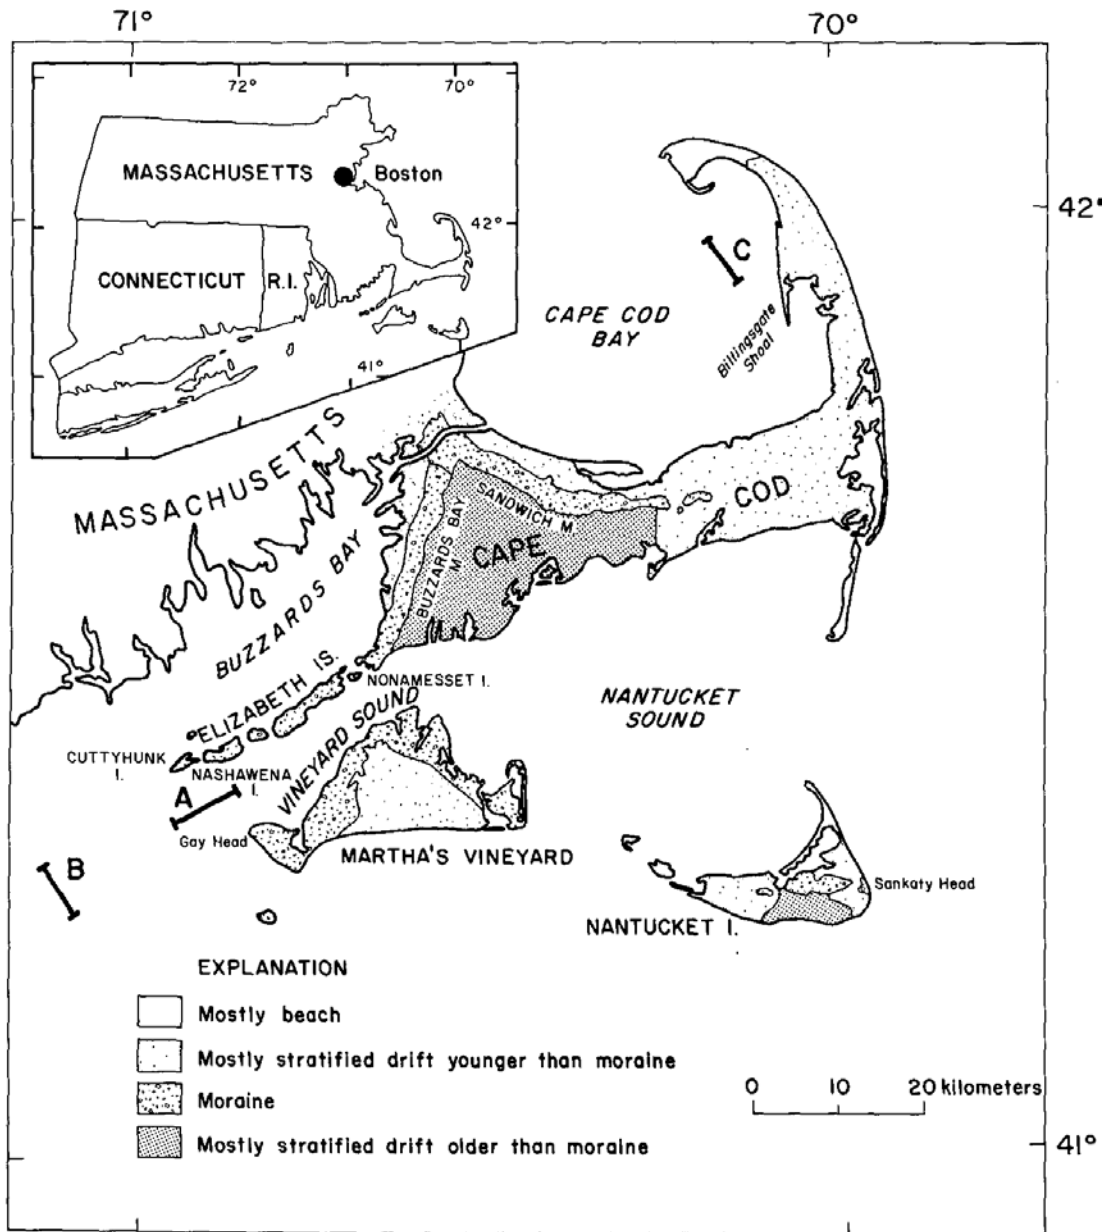 71°
70°
72°
70°
MASSACHUSETTS
Boston
42°
CONNECTICUT
R.I.
41°
42°
C
CAPE COD
BAY
Billingsgate
Shoal
MASSACHUSETTS
COD
SANDWICH M.
CAPE
BUZZARDS BAY
M.
BUZZARDS BAY
ELIZABETH IS.
NONAMESSET I.
NANTUCKET
SOUND
VINEYARD SOUND
CUTTYHUNK
I.
NASHAWENA
I.
A
Gay Head
MARTHA'S VINEYARD
B
Sankaty Head
NANTUCKET I.
EXPLANATION
Mostly beach
Mostly stratified drift younger than moraine
Moraine
Mostly stratified drift older than moraine
0 10 20 kilometers
41°